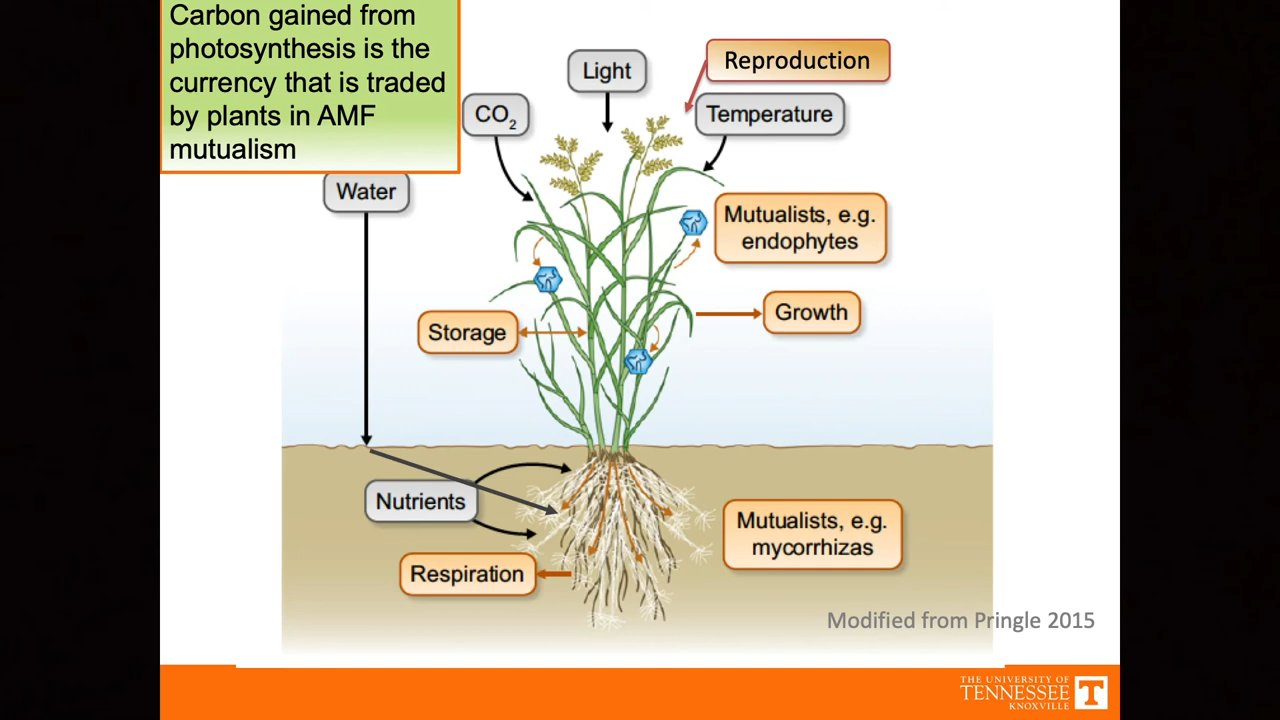 Carbon gained from
photosynthesis is the
currency that is traded
by plants in AMF
mutualism
Light
Reproduction
CO2
Temperature
Water
Mutualists, e.g.
endophytes
Growth
Storage
Nutrients
Mutualists, e.g.
mycorrhizas
Respiration
Modified from Pringle 2015
THE UNIVERSITY OF
TENNESSEE
KNOXVILLE
T